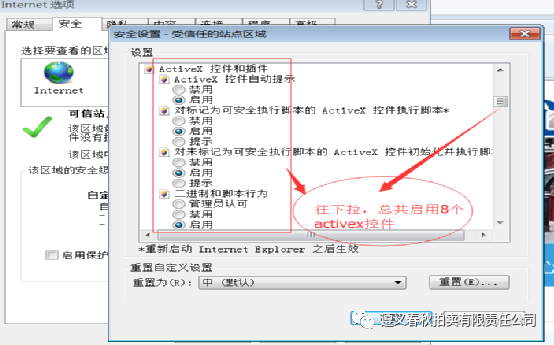 Internet 选项
常规
安全
隐私
内容
连接
程序
高级
选择要查看的区域
Internet
可信站
该区域
该区域中
该区域的安全级
自定
启用保护
安全设置 - 受信任的站点区域
设置
ActiveX 控件和插件
ActiveX 控件自动提示
禁用
启用
对标记为可安全执行脚本的 ActiveX 控件执行脚本*
禁用
启用
提示
对未标记为可安全执行脚本的 ActiveX 控件初始化并执行脚本
禁用
启用
提示
二进制和脚本行为
管理员认可
禁用
启用
往下拉，总共启用8个
activex控件
*重新启动 Internet Explorer 之后生效
重置自定义设置
重置为(R): 中 (默认)
重置(E)...
遵义春秋拍卖有限责任公司